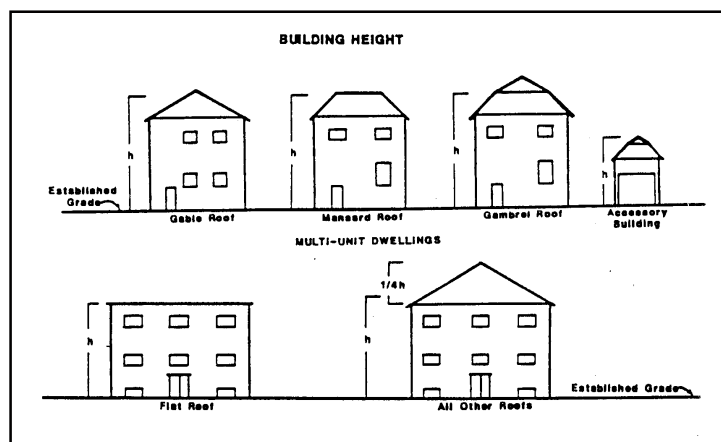 BUILDING HEIGHT
h
h
h
h
Established
Grade
Gable Roof
Mansard Roof
Gambrel Roof
Accessory
Building
MULTI-UNIT DWELLINGS
1/4h
h
h
Established Grade
Flat Roof
All Other Roofs